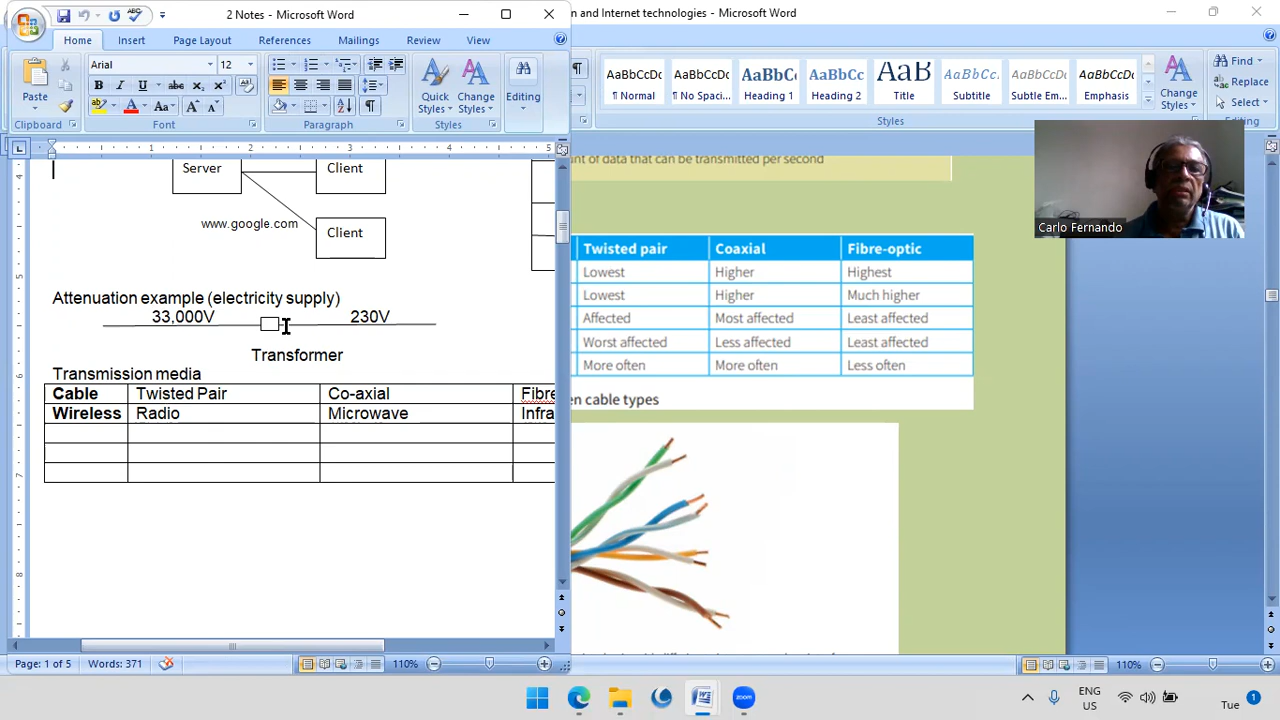 2 Notes - Microsoft Word
n and Internet technologies - Microsoft Word
Home Insert Page Layout References Mailings Review View
Arial 12
Paste
Quick Styles
Change Styles
Editing
Clipboard Font Paragraph Styles
AaBbCcDc AaBbCcDc AaBbCc AaBbCc AaB AaBbCcL AaBbCcDc AaBbCcDc
¶ Normal ¶ No Spaci... Heading 1 Heading 2 Title Subtitle Subtle Em... Emphasis
Change Styles
Find
Replace
Select
Editing
Carlo Fernando
Server Client
www.google.com
Client
Attenuation example (electricity supply)
33,000V 230V
Transformer
Transmission media
Cable Twisted Pair Co-axial Fibre
Wireless Radio Microwave Infra
unt of data that can be transmitted per second
Twisted pair Coaxial Fibre-optic
Lowest Higher Highest
Lowest Higher Much higher
Affected Most affected Least affected
Worst affected Less affected Least affected
More often More often Less often
en cable types
Page: 1 of 5 Words: 371 110%
110%
ENG
US
Tue 1